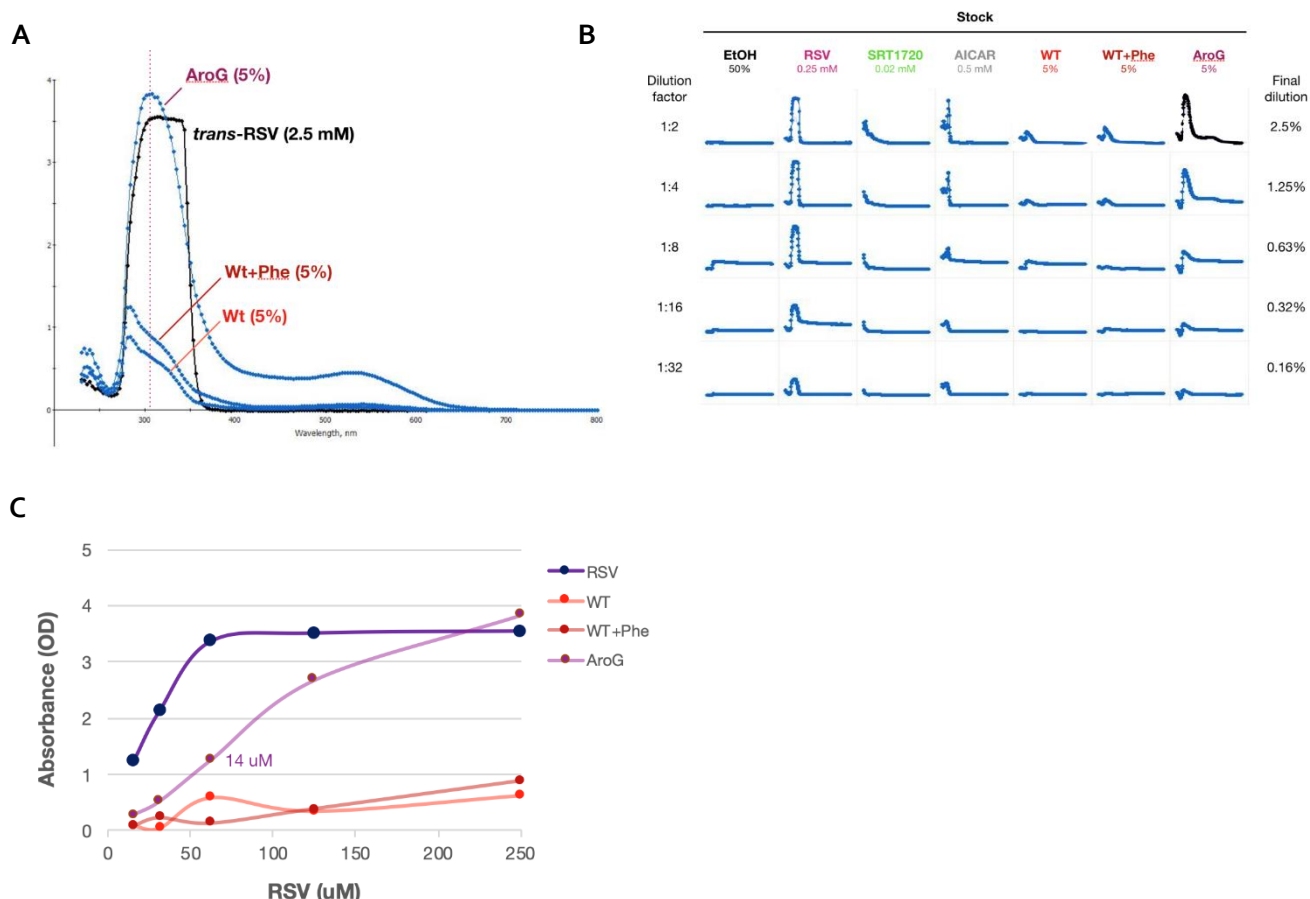 A
AroG (5%)
trans-RSV (2.5 mM)
Wt+Phe (5%)
Wt (5%)
4
3
2
1
0
300
400
500
600
700
800
Wavelength, nm
B
Stock
EtOH RSV SRT1720 AICAR WT WT+Phe AroG
50% 0.25 mM 0.02 mM 0.5 mM 5% 5% 5%
Dilution factor
Final dilution
1:2 2.5%
1:4 1.25%
1:8 0.63%
1:16 0.32%
1:32 0.16%
C
Absorbance (OD)
5
4
3
2
1
0
14 uM
0 50 100 150 200 250
RSV (uM)
RSV
WT
WT+Phe
AroG